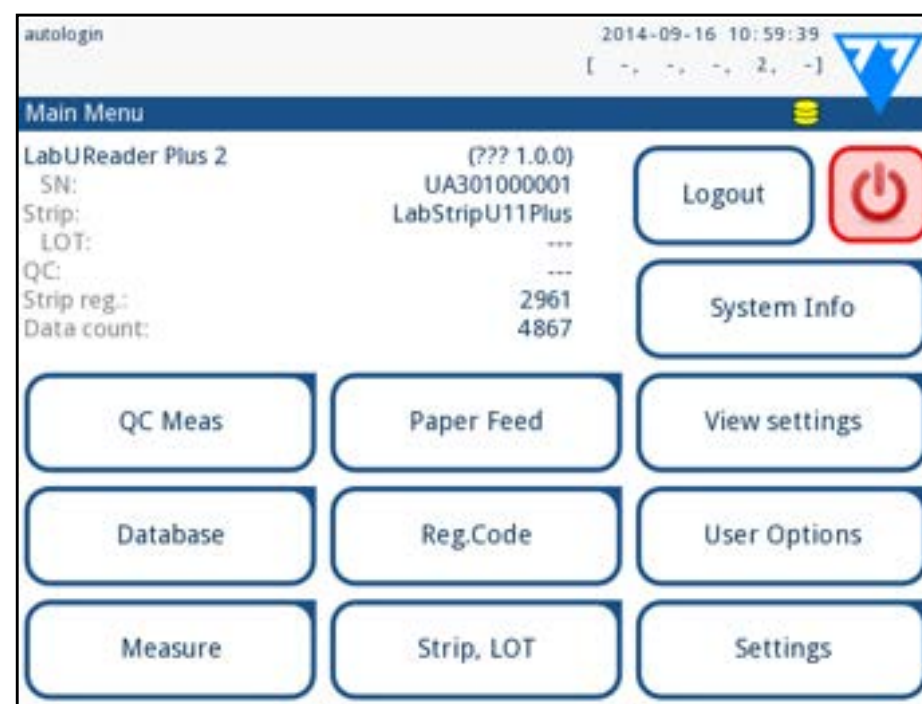 autologin 2014-09-16 10:59:39
[ -, -, -, 2, -]
Main Menu
LabUReader Plus 2 (??? 1.0.0)
SN: UA301000001
Strip: LabStripU11Plus
LOT: ---
QC: ---
Strip reg.: 2961
Data count: 4867
Logout
System Info
QC Meas Paper Feed View settings
Database Reg.Code User Options
Measure Strip, LOT Settings